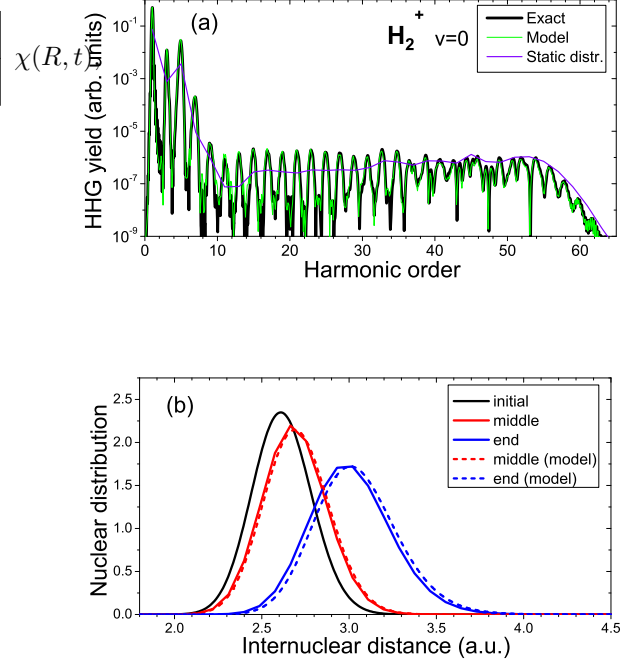 χ(R, t)
(a)
H₂⁺ v=0
Exact
Model
Static distr.
HHG yield (arb. units)
10⁻¹
10⁻³
10⁻⁵
10⁻⁷
10⁻⁹
0 10 20 30 40 50 60
Harmonic order
(b)
initial
middle
end
middle (model)
end (model)
Nuclear distribution
2.5
2.0
1.5
1.0
0.5
0.0
2.0 2.5 3.0 3.5 4.0 4.5
Internuclear distance (a.u.)